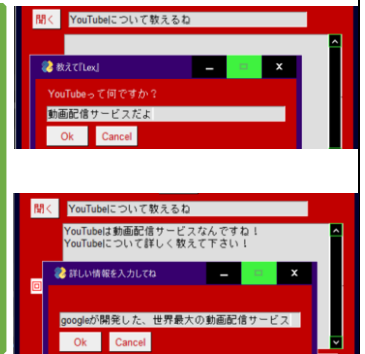 聞く YouTubeについて教えるね
教えて『Lex』
YouTubeって何ですか？
動画配信サービスだよ
Ok Cancel
聞く YouTubeについて教えるね
YouTubeは動画配信サービスなんですね！
YouTubeについて詳しく教えて下さい！
詳しい情報を入力してね
回
googleが開発した、世界最大の動画配信サービス
Ok Cancel